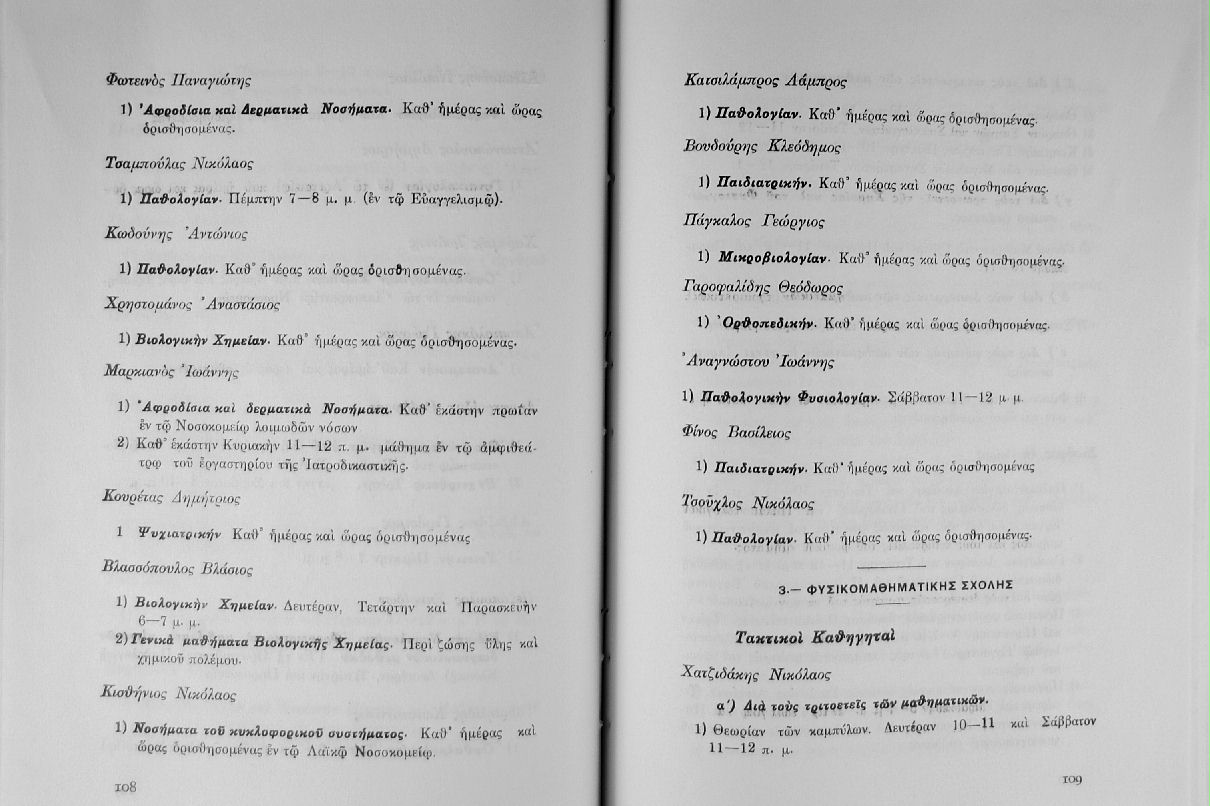 Φωτεινὸς Παναγιώτης
1) Ἀφροδίσια καὶ Δερματικὰ Νοσήματα. Καθ᾽ ἡμέρας καὶ ὥρας
ὁρισθησομένας.
Τσαμπούλας Νικόλαος
1) Παθολογίαν. Πέμπτην 7—8 μ. μ. (ἐν τῷ Εὐαγγελισμῷ).
Κωδούνης Ἀντώνιος
1) Παθολογίαν. Καθ᾽ ἡμέρας καὶ ὥρας ὁρισθησομένας.
Χρηστομάνος Ἀναστάσιος
1) Βιολογικὴν Χημείαν. Καθ᾽ ἡμέρας καὶ ὥρας ὁρισθησομένας.
Μαρκιανὸς Ἰωάννης
1) Ἀφροδίσια καὶ δερματικὰ Νοσήματα. Καθ᾽ ἑκάστην πρωΐαν
ἐν τῷ Νοσοκομείῳ λοιμωδῶν νόσων
2) Καθ᾽ ἑκάστην Κυριακὴν 11—12 π. μ. μάθημα ἐν τῷ ἀμφιθεά-
τρῳ τοῦ ἐργαστηρίου τῆς Ἰατροδικαστικῆς.
Κουρέτας Δημήτριος
1 Ψυχιατρικήν Καθ᾽ ἡμέρας καὶ ὥρας ὁρισθησομένας
Βλασσόπουλος Βλάσιος
1) Βιολογικὴν Χημείαν. Δευτέραν, Τετάρτην καὶ Παρασκευὴν
6—7 μ. μ.
2) Γενικὰ μαθήματα Βιολογικῆς Χημείας. Περὶ ζώσης ὕλης καὶ
χημικοῦ πολέμου.
Κισθήνιος Νικόλαος
1) Νοσήματα τοῦ κυκλοφορικοῦ συστήματος. Καθ᾽ ἡμέρας καὶ
ὥρας ὁρισθησομένας ἐν τῷ Λαϊκῷ Νοσοκομείῳ.
108
Κατσιλάμπρος Λάμπρος
1) Παθολογίαν. Καθ᾽ ἡμέρας καὶ ὥρας ὁρισθησομένας.
Βουδούρης Κλεόδημος
1) Παιδιατρικήν. Καθ᾽ ἡμέρας καὶ ὥρας ὁρισθησομένας.
Πάγκαλος Γεώργιος
1) Μικροβιολογίαν. Καθ᾽ ἡμέρας καὶ ὥρας ὁρισθησομένας.
Γαροφαλίδης Θεόδωρος
1) Ὀρθοπεδικήν. Καθ᾽ ἡμέρας καὶ ὥρας ὁρισθησομένας.
Ἀναγνώστου Ἰωάννης
1) Παθολογικὴν Φυσιολογίαν. Σάββατον 11—12 μ. μ.
Φίνος Βασίλειος
1) Παιδιατρικήν. Καθ᾽ ἡμέρας καὶ ὥρας ὁρισθησομένας
Τσοῦχλος Νικόλαος
1) Παθολογίαν. Καθ᾽ ἡμέρας καὶ ὥρας ὁρισθησομένας.
3.— ΦΥΣΙΚΟΜΑΘΗΜΑΤΙΚΗΣ ΣΧΟΛΗΣ
Τακτικοὶ Καθηγηταὶ
Χατζιδάκης Νικόλαος
α´) Διὰ τοὺς τριτοετεῖς τῶν μαθηματικῶν.
1) Θεωρίαν τῶν καμπύλων. Δευτέραν 10—11 καὶ Σάββατον
11—12 π. μ.
109